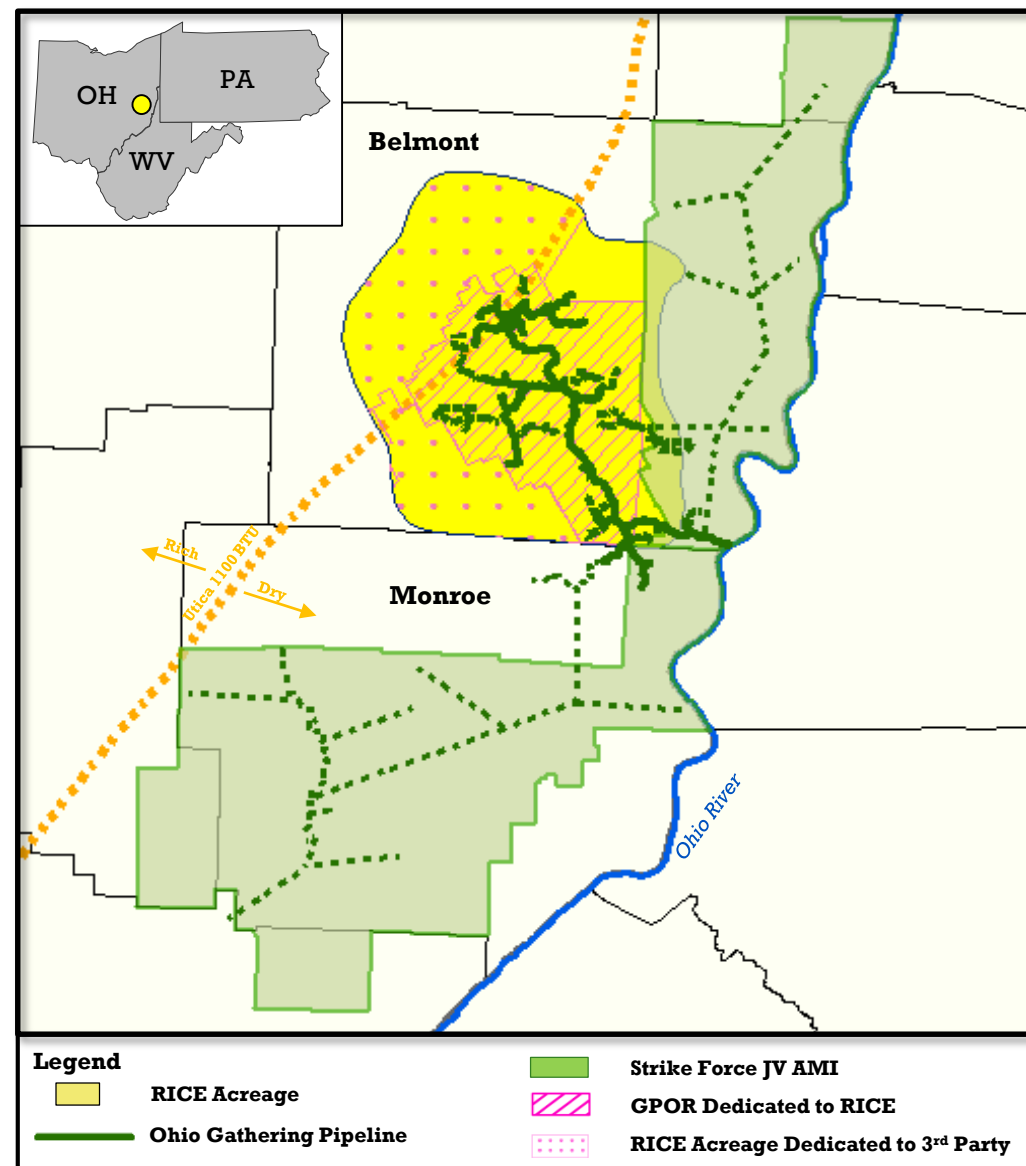 OH
PA
WV
Belmont
Rich
Utica 1100 BTU
Dry
Monroe
Ohio River
Legend
RICE Acreage
Ohio Gathering Pipeline
Strike Force JV AMI
GPOR Dedicated to RICE
RICE Acreage Dedicated to 3rd Party